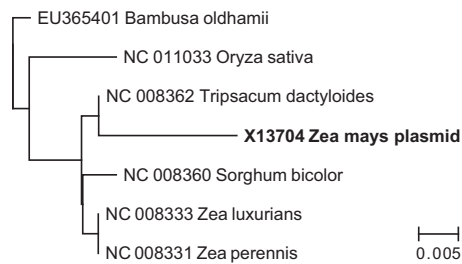 EU365401 Bambusa oldhamii
NC 011033 Oryza sativa
NC 008362 Tripsacum dactyloides
X13704 Zea mays plasmid
NC 008360 Sorghum bicolor
NC 008333 Zea luxurians
NC 008331 Zea perennis
0.005